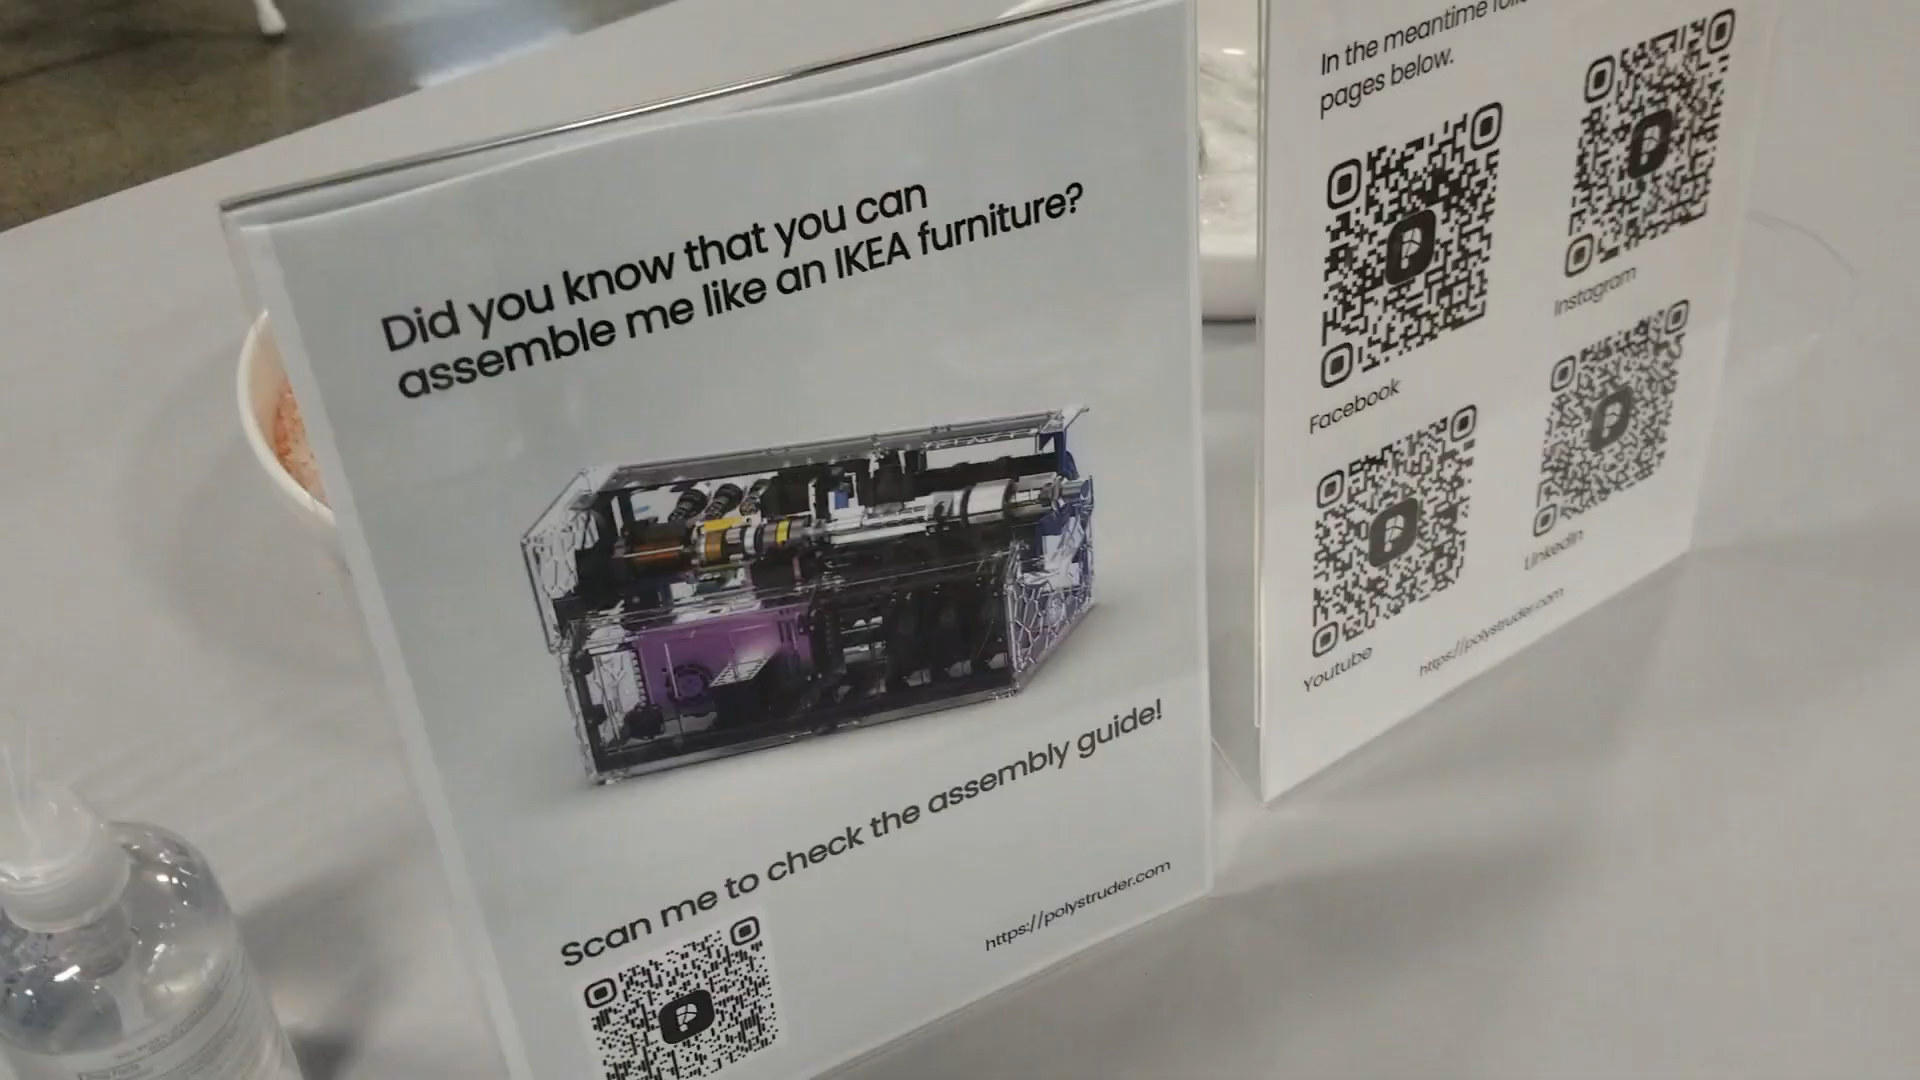 Did you know that you can
assemble me like an IKEA furniture?
Scan me to check the assembly guide!
https://polystruder.com
In the meantime
pages below.
Facebook
Instagram
Youtube
LinkedIn
https://polystruder.com